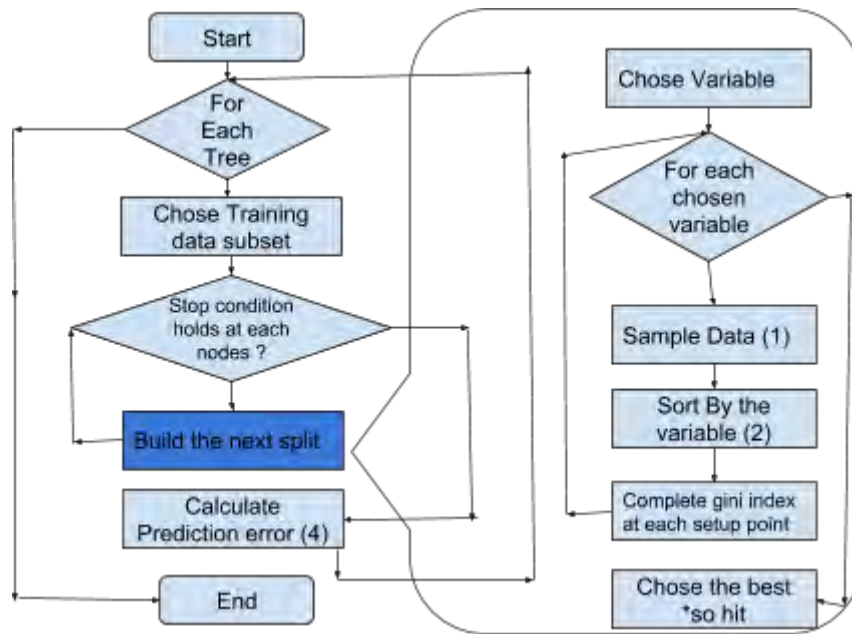 Start
For
Each
Tree
Chose Training
data subset
Stop condition
holds at each
nodes ?
Build the next split
Calculate
Prediction error (4)
End
Chose Variable
For each
chosen
variable
Sample Data (1)
Sort By the
variable (2)
Complete gini index
at each setup point
Chose the best
*so hit